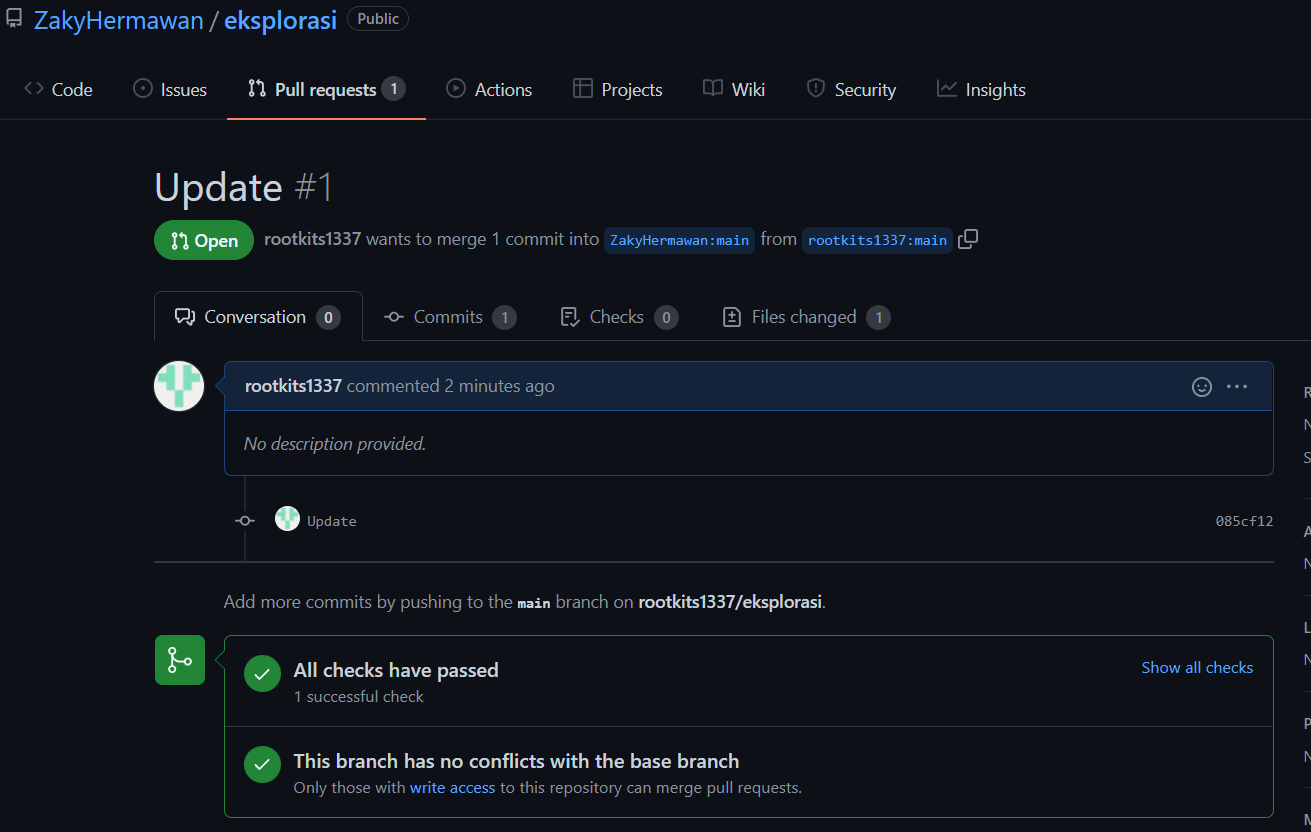 ZakyHermawan / eksplorasi Public
Code Issues Pull requests 1 Actions Projects Wiki Security Insights
Update #1
Open rootkits1337 wants to merge 1 commit into ZakyHermawan:main from rootkits1337:main
Conversation 0 Commits 1 Checks 0 Files changed 1
rootkits1337 commented 2 minutes ago
No description provided.
Update 085cf12
Add more commits by pushing to the main branch on rootkits1337/eksplorasi.
All checks have passed Show all checks
1 successful check
This branch has no conflicts with the base branch
Only those with write access to this repository can merge pull requests.